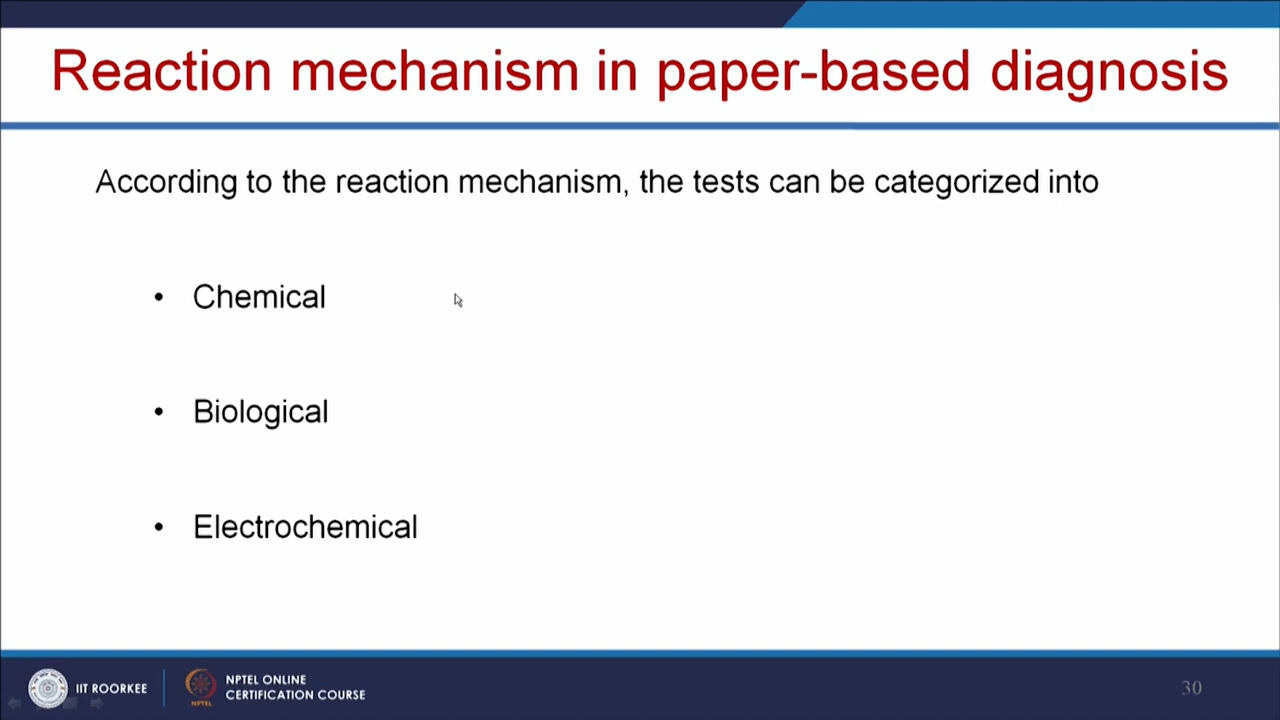 Reaction mechanism in paper-based diagnosis
According to the reaction mechanism, the tests can be categorized into
• Chemical
• Biological
• Electrochemical
IIT ROORKEE
NPTEL
NPTEL ONLINE
CERTIFICATION COURSE
30